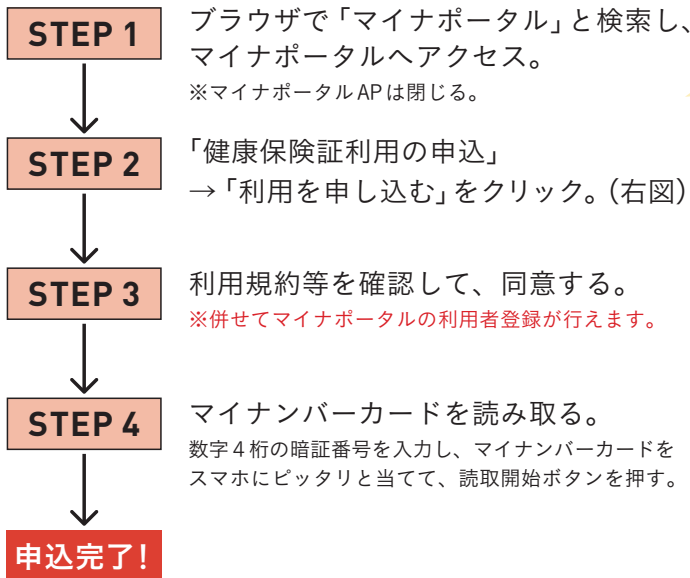 STEP 1
ブラウザで「マイナポータル」と検索し、
マイナポータルへアクセス。
※マイナポータルAPは閉じる。
STEP 2
「健康保険証利用の申込」
→「利用を申し込む」をクリック。（右図）
STEP 3
利用規約等を確認して、同意する。
※併せてマイナポータルの利用者登録が行えます。
STEP 4
マイナンバーカードを読み取る。
数字4桁の暗証番号を入力し、マイナンバーカードを
スマホにピッタリと当てて、読取開始ボタンを押す。
申込完了！